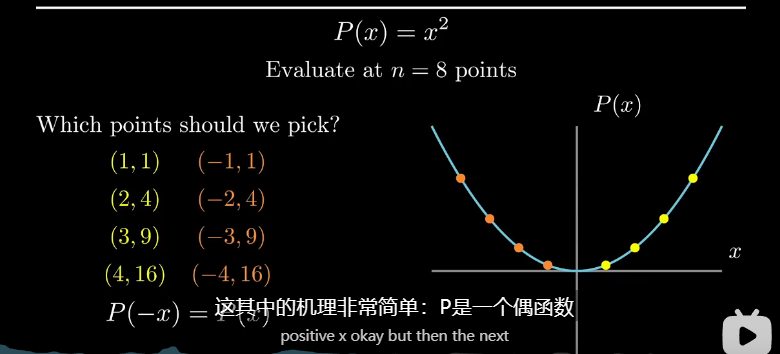 P(x) = x²
Evaluate at n = 8 points
P(x)
Which points should we pick?
(1, 1) (−1, 1)
(2, 4) (−2, 4)
(3, 9) (−3, 9)
x
(4, 16) (−4, 16)
P(−x) = P(x)
这其中的机理非常简单：P是一个偶函数
positive x okay but then the next